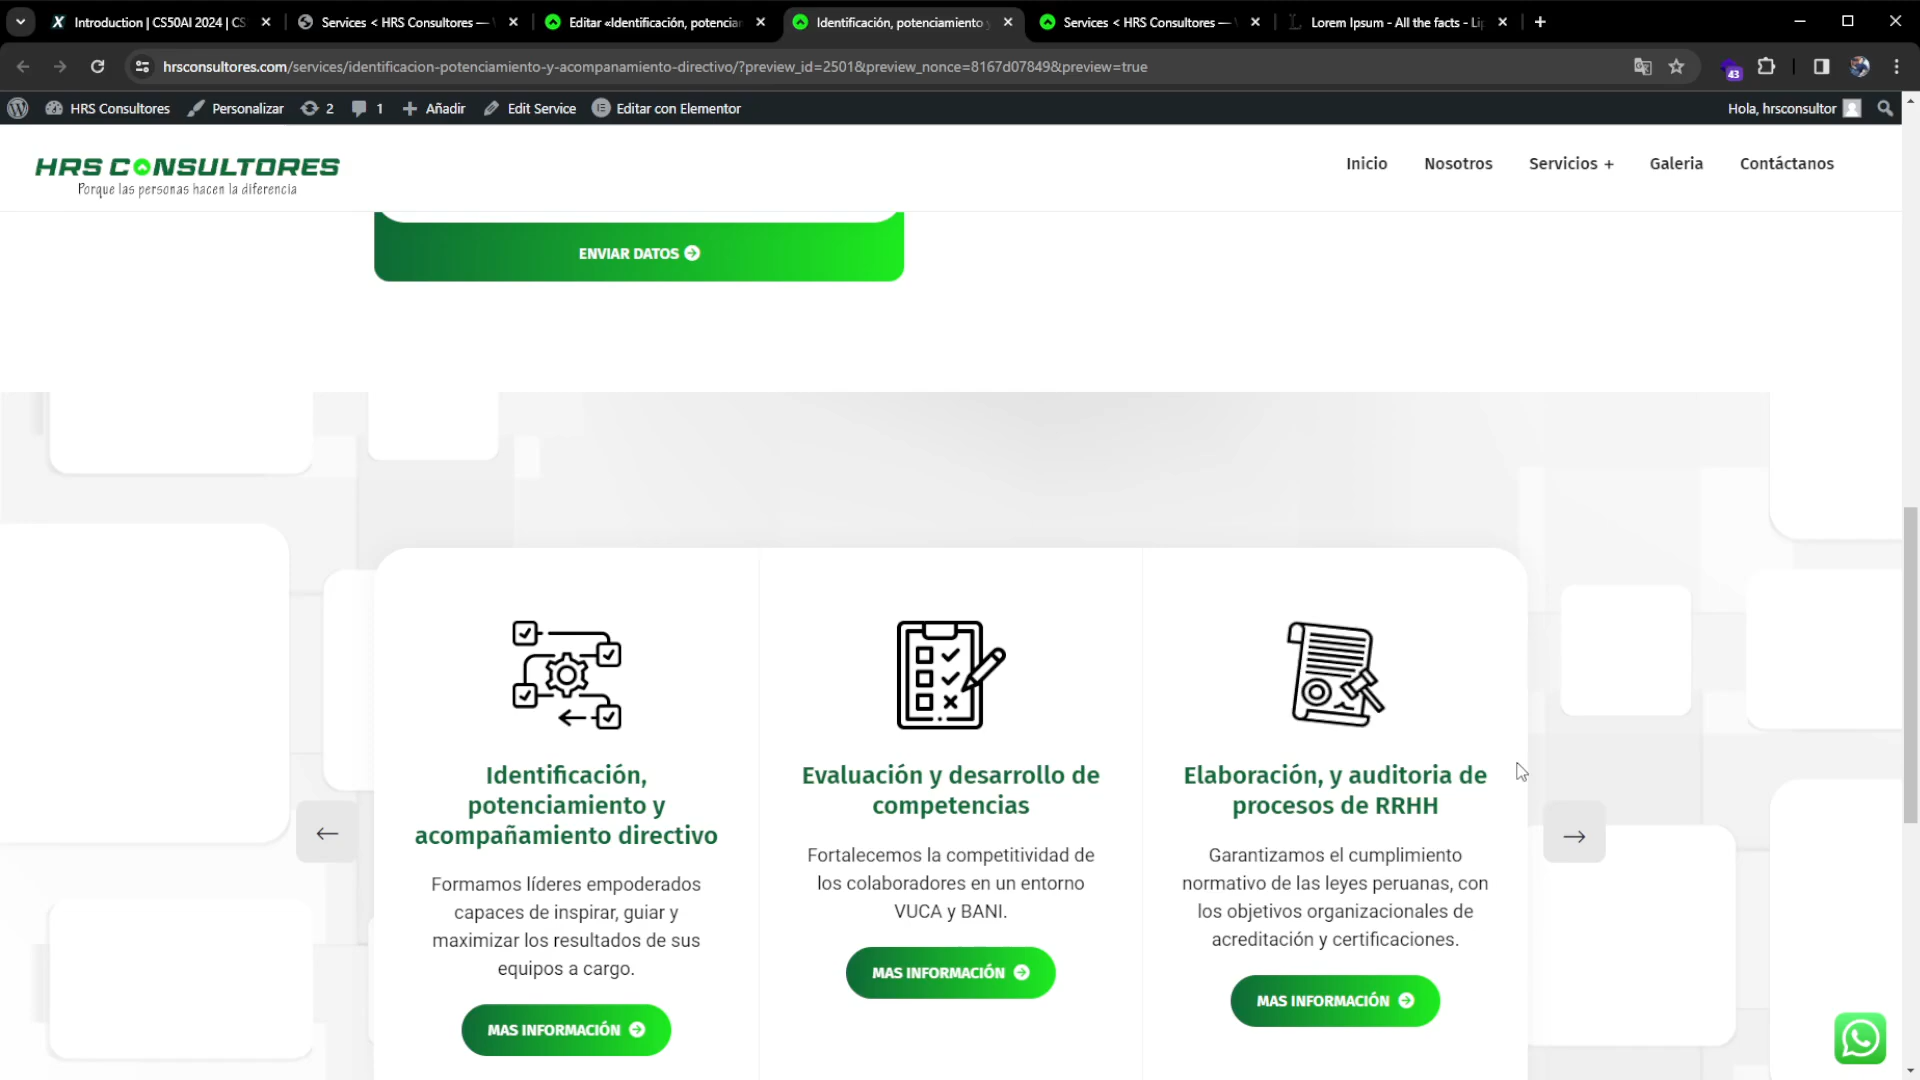 Introduction | CS50AI 2024 | CS
Services < HRS Consultores —
Editar «Identificación, potencia
Identificación, potenciamiento
Services < HRS Consultores —
Lorem Ipsum - All the facts - Li
hrsconsultores.com/services/identificacion-potenciamiento-y-acompanamiento-directivo/?preview_id=2501&preview_nonce=8167d07849&preview=true
43
HRS Consultores
Personalizar
2
1
Añadir
Edit Service
Editar con Elementor
Hola, hrsconsultor
HRS CONSULTORES
Porque las personas hacen la diferencia
Inicio
Nosotros
Servicios +
Galeria
Contáctanos
ENVIAR DATOS
Identificación,
potenciamiento y
acompañamiento directivo
Formamos líderes empoderados
capaces de inspirar, guiar y
maximizar los resultados de sus
equipos a cargo.
MAS INFORMACIÓN
Evaluación y desarrollo de
competencias
Fortalecemos la competitividad de
los colaboradores en un entorno
VUCA y BANI.
MAS INFORMACIÓN
Elaboración, y auditoria de
procesos de RRHH
Garantizamos el cumplimiento
normativo de las leyes peruanas, con
los objetivos organizacionales de
acreditación y certificaciones.
MAS INFORMACIÓN